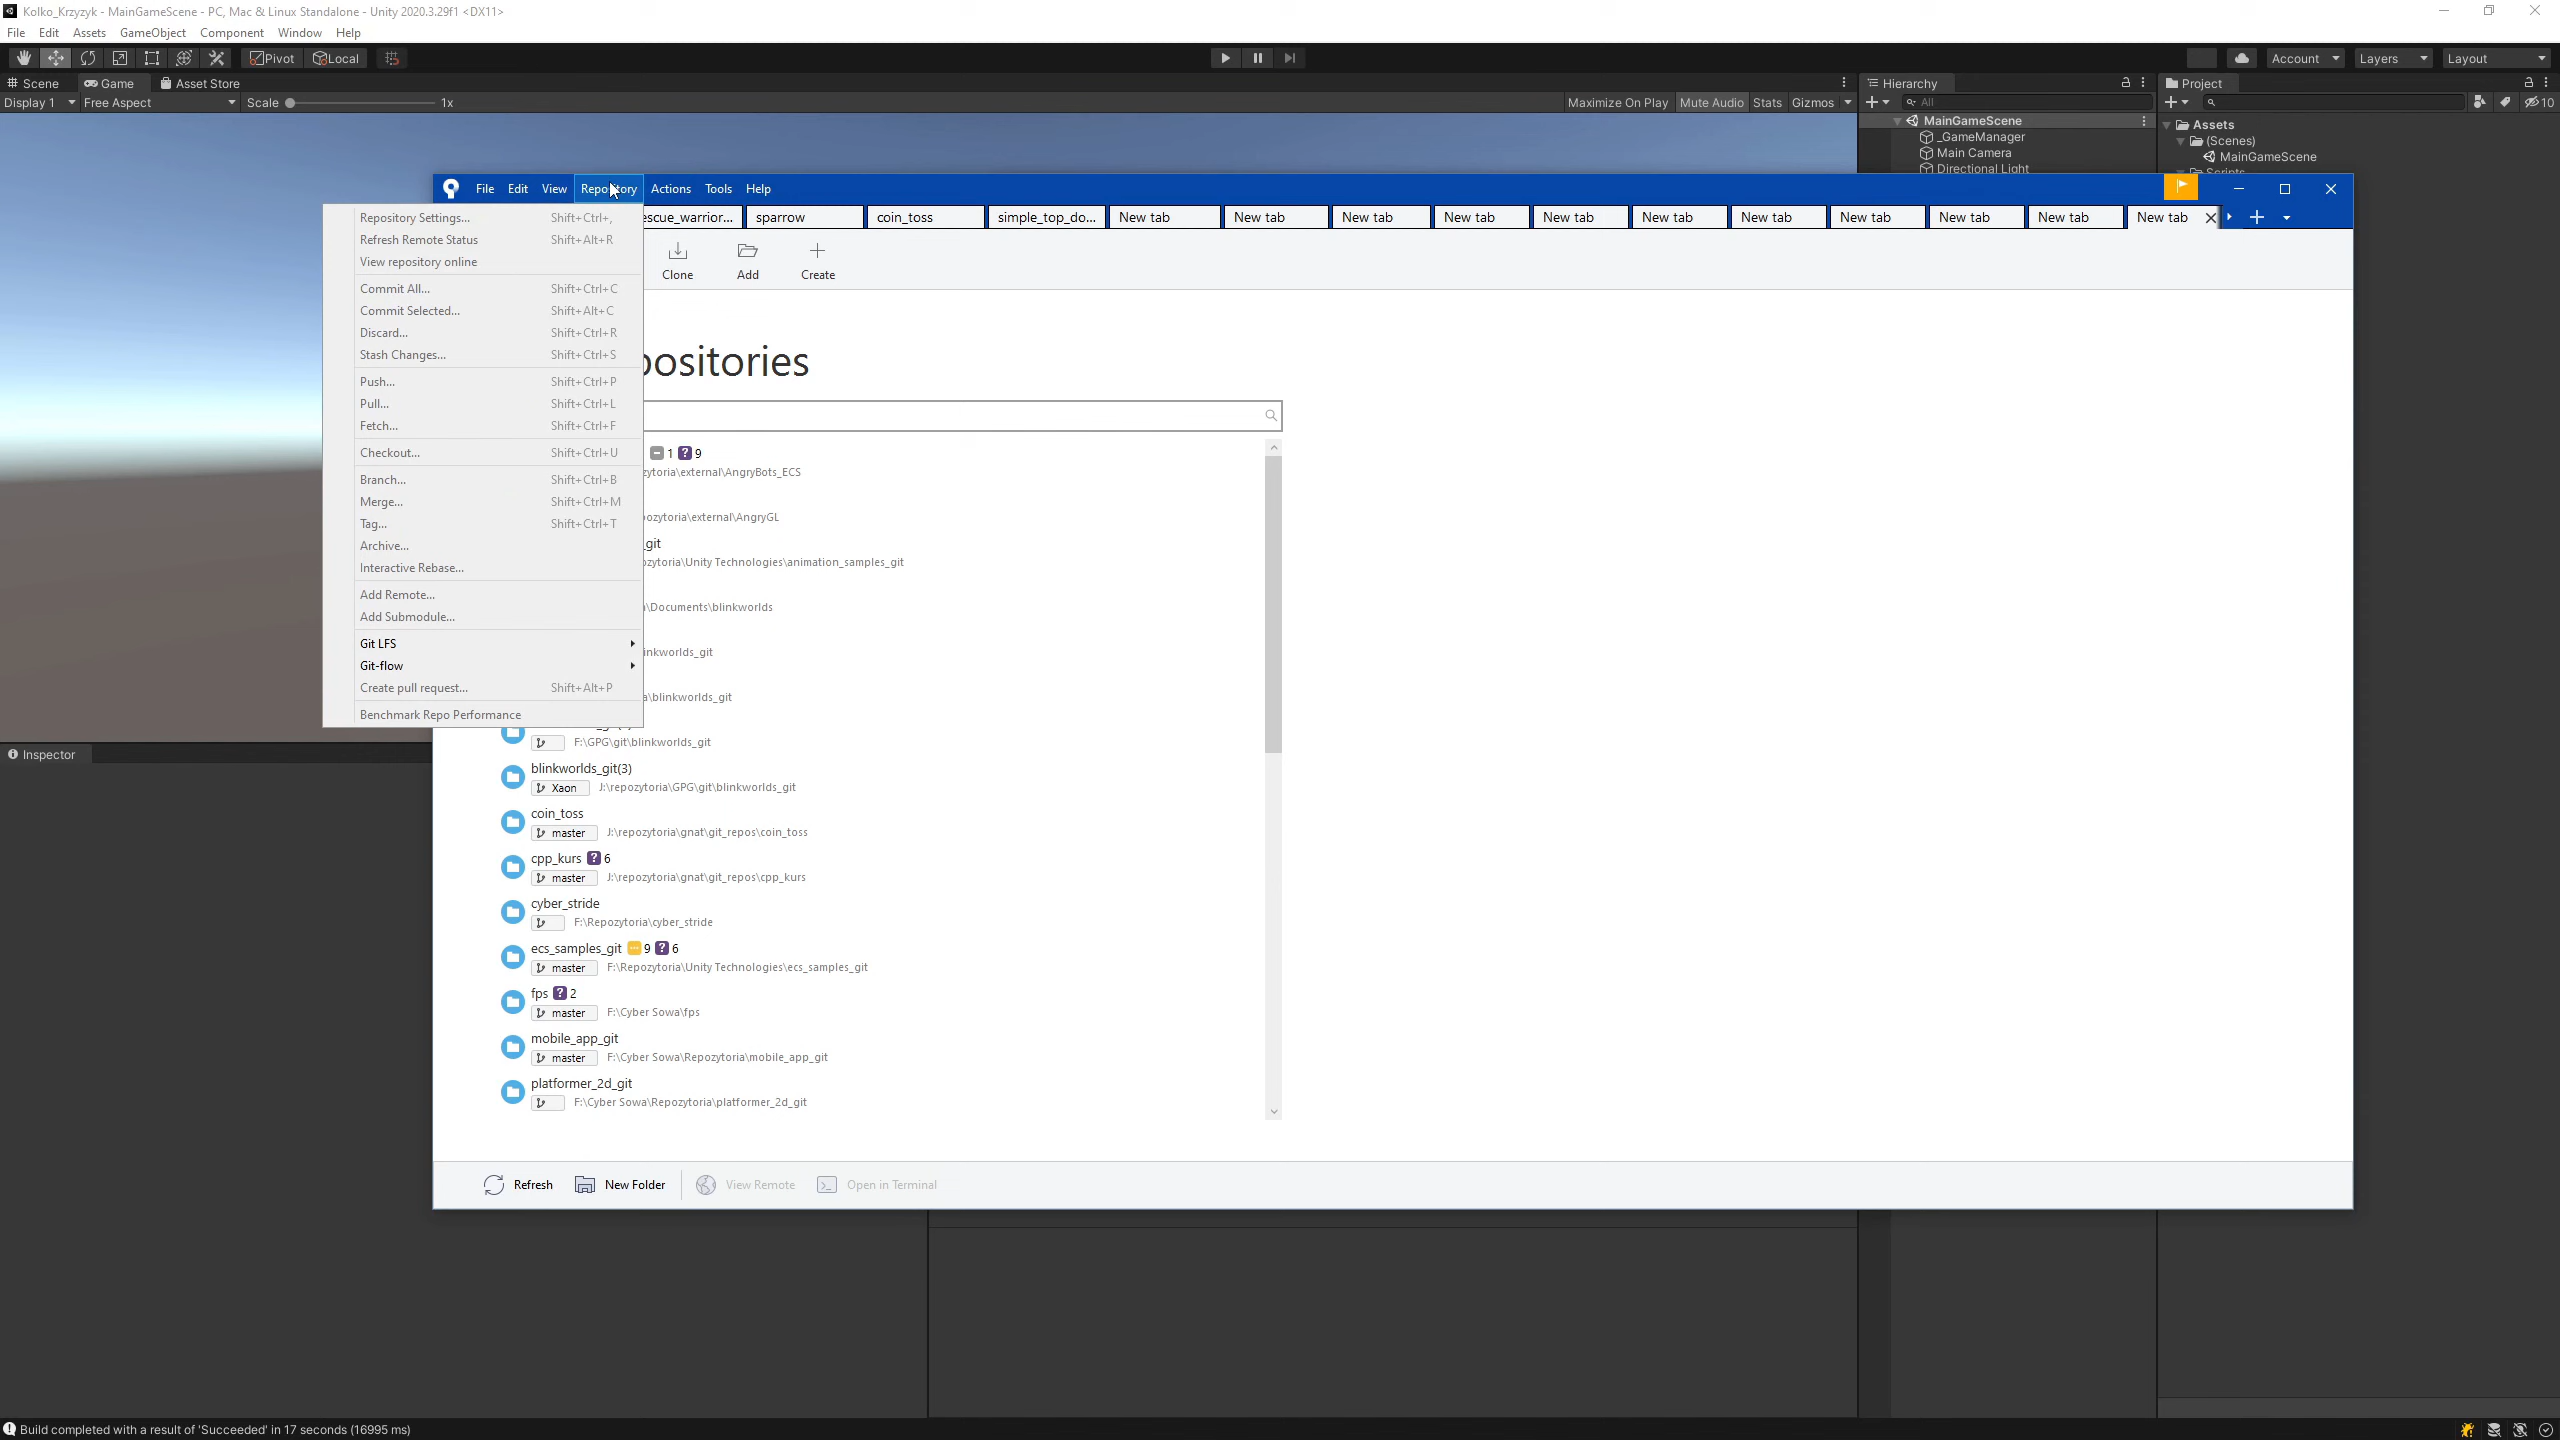 Kolko_Krzyzyk - MainGameScene - PC, Mac & Linux Standalone - Unity 2020.3.29f1 <DX11>
File Edit Assets GameObject Component Window Help
Pivot Local Account Layers Layout
Scene Game Asset Store Hierarchy Project
Display 1 Free Aspect Scale 1x Maximize On Play Mute Audio Stats Gizmos All 10
MainGameScene
_GameManager
Main Camera
Directional Light
Assets
(Scenes)
MainGameScene
Scripts
File Edit View Repository Actions Tools Help
escue_warrior... sparrow coin_toss simple_top_do... New tab New tab New tab New tab New tab New tab New tab New tab New tab New tab New tab
Clone Add Create
Repository Settings... Shift+Ctrl+,
Refresh Remote Status Shift+Alt+R
View repository online
Commit All... Shift+Ctrl+C
Commit Selected... Shift+Alt+C
Discard... Shift+Ctrl+R
Stash Changes... Shift+Ctrl+S
Push... Shift+Ctrl+P
Pull... Shift+Ctrl+L
Fetch... Shift+Ctrl+F
Checkout... Shift+Ctrl+U
Branch... Shift+Ctrl+B
Merge... Shift+Ctrl+M
Tag... Shift+Ctrl+T
Archive...
Interactive Rebase...
Add Remote...
Add Submodule...
Git LFS
Git-flow
Create pull request... Shift+Alt+P
Benchmark Repo Performance
positories
1 ? 9
zytoria\external\AngryBots_ECS
ozytoria\external\AngryGL
_git
ozytoria\Unity Technologies\animation_samples_git
\Documents\blinkworlds
inkworlds_git
a\blinkworlds_git
F:\GPG\git\blinkworlds_git
blinkworlds_git(3)
Xaon J:\repozytoria\GPG\git\blinkworlds_git
coin_toss
master J:\repozytoria\gnat\git_repos\coin_toss
cpp_kurs ? 6
master J:\repozytoria\gnat\git_repos\cpp_kurs
cyber_stride
F:\Repozytoria\cyber_stride
ecs_samples_git ... 9 ? 6
master F:\Repozytoria\Unity Technologies\ecs_samples_git
fps ? 2
master F:\Cyber Sowa\fps
mobile_app_git
master F:\Cyber Sowa\Repozytoria\mobile_app_git
platformer_2d_git
F:\Cyber Sowa\Repozytoria\platformer_2d_git
Refresh New Folder View Remote Open in Terminal
Inspector
Build completed with a result of 'Succeeded' in 17 seconds (16995 ms)